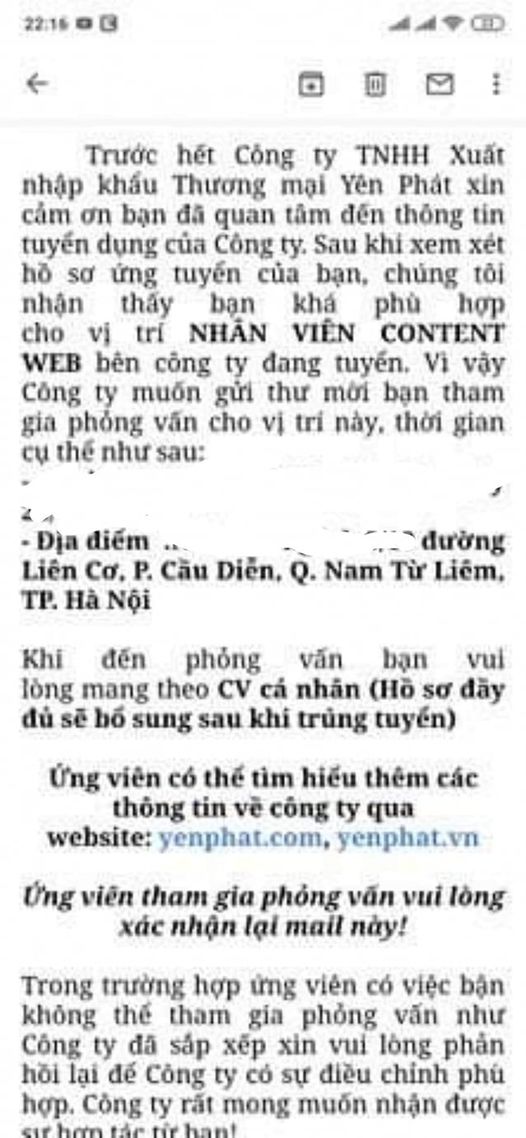 22:16
Trước hết Công ty TNHH Xuất
nhập khẩu Thương mại Yên Phát xin
cảm ơn bạn đã quan tâm đến thông tin
tuyển dụng của Công ty. Sau khi xem xét
hồ sơ ứng tuyển của bạn, chúng tôi
nhận thấy bạn khá phù hợp
cho vị trí NHÂN VIÊN CONTENT
WEB bên công ty đang tuyển. Vì vậy
Công ty muốn gửi thư mời bạn tham
gia phỏng vấn cho vị trí này, thời gian
cụ thể như sau:
- Địa điểm đường
Liên Cơ, P. Cầu Diễn, Q. Nam Từ Liêm,
TP. Hà Nội
Khi đến phỏng vấn bạn vui
lòng mang theo CV cá nhân (Hồ sơ đầy
đủ sẽ bổ sung sau khi trúng tuyển)
Ứng viên có thể tìm hiểu thêm các
thông tin về công ty qua
website: yenphat.com, yenphat.vn
Ứng viên tham gia phỏng vấn vui lòng
xác nhận lại mail này!
Trong trường hợp ứng viên có việc bận
không thể tham gia phỏng vấn như
Công ty đã sắp xếp xin vui lòng phản
hồi lại để Công ty có sự điều chỉnh phù
hợp. Công ty rất mong muốn nhận được
sự hợp tác từ bạn!